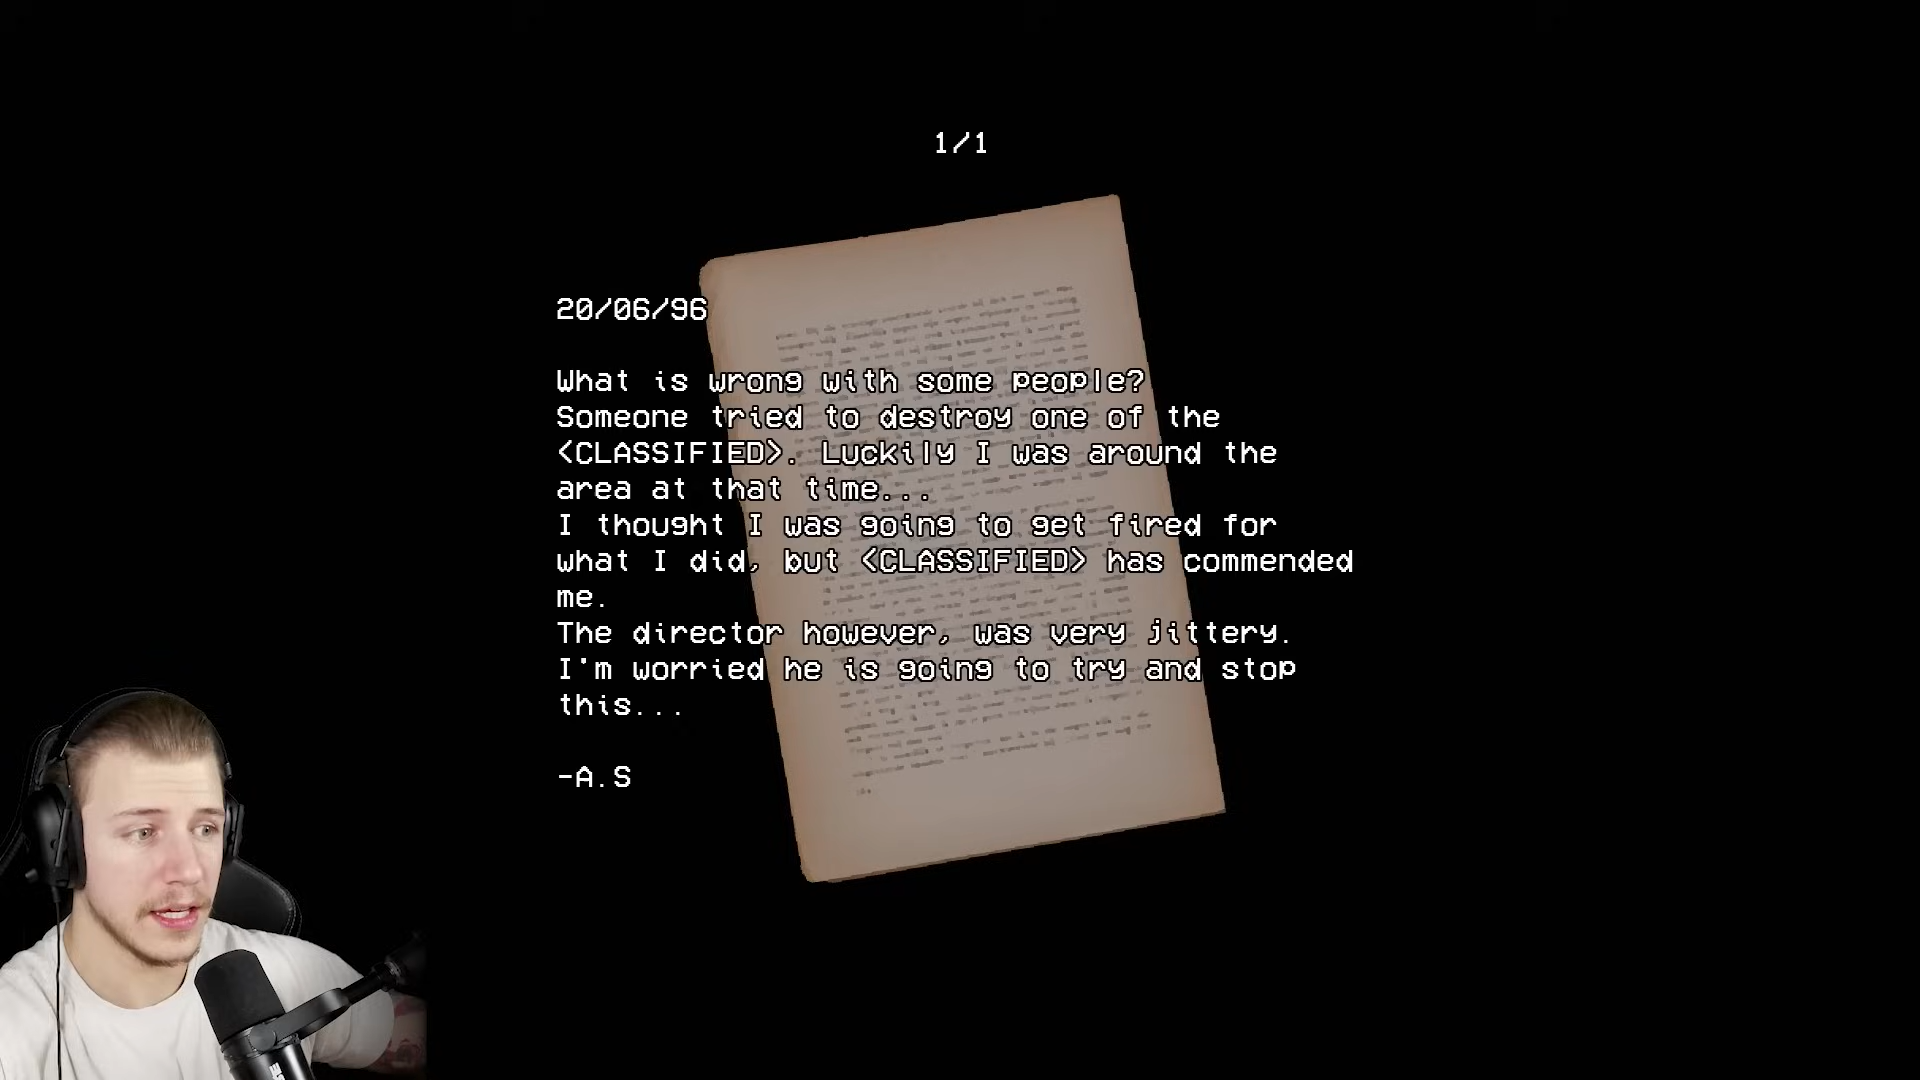 1/1
20/06/96
What is wrong with some people?
Someone tried to destroy one of the
<CLASSIFIED>. Luckily I was around the
area at that time...
I thought I was going to get fired for
what I did, but <CLASSIFIED> has commended
me.
The director however, was very jittery.
I'm worried he is going to try and stop
this...
-A.S